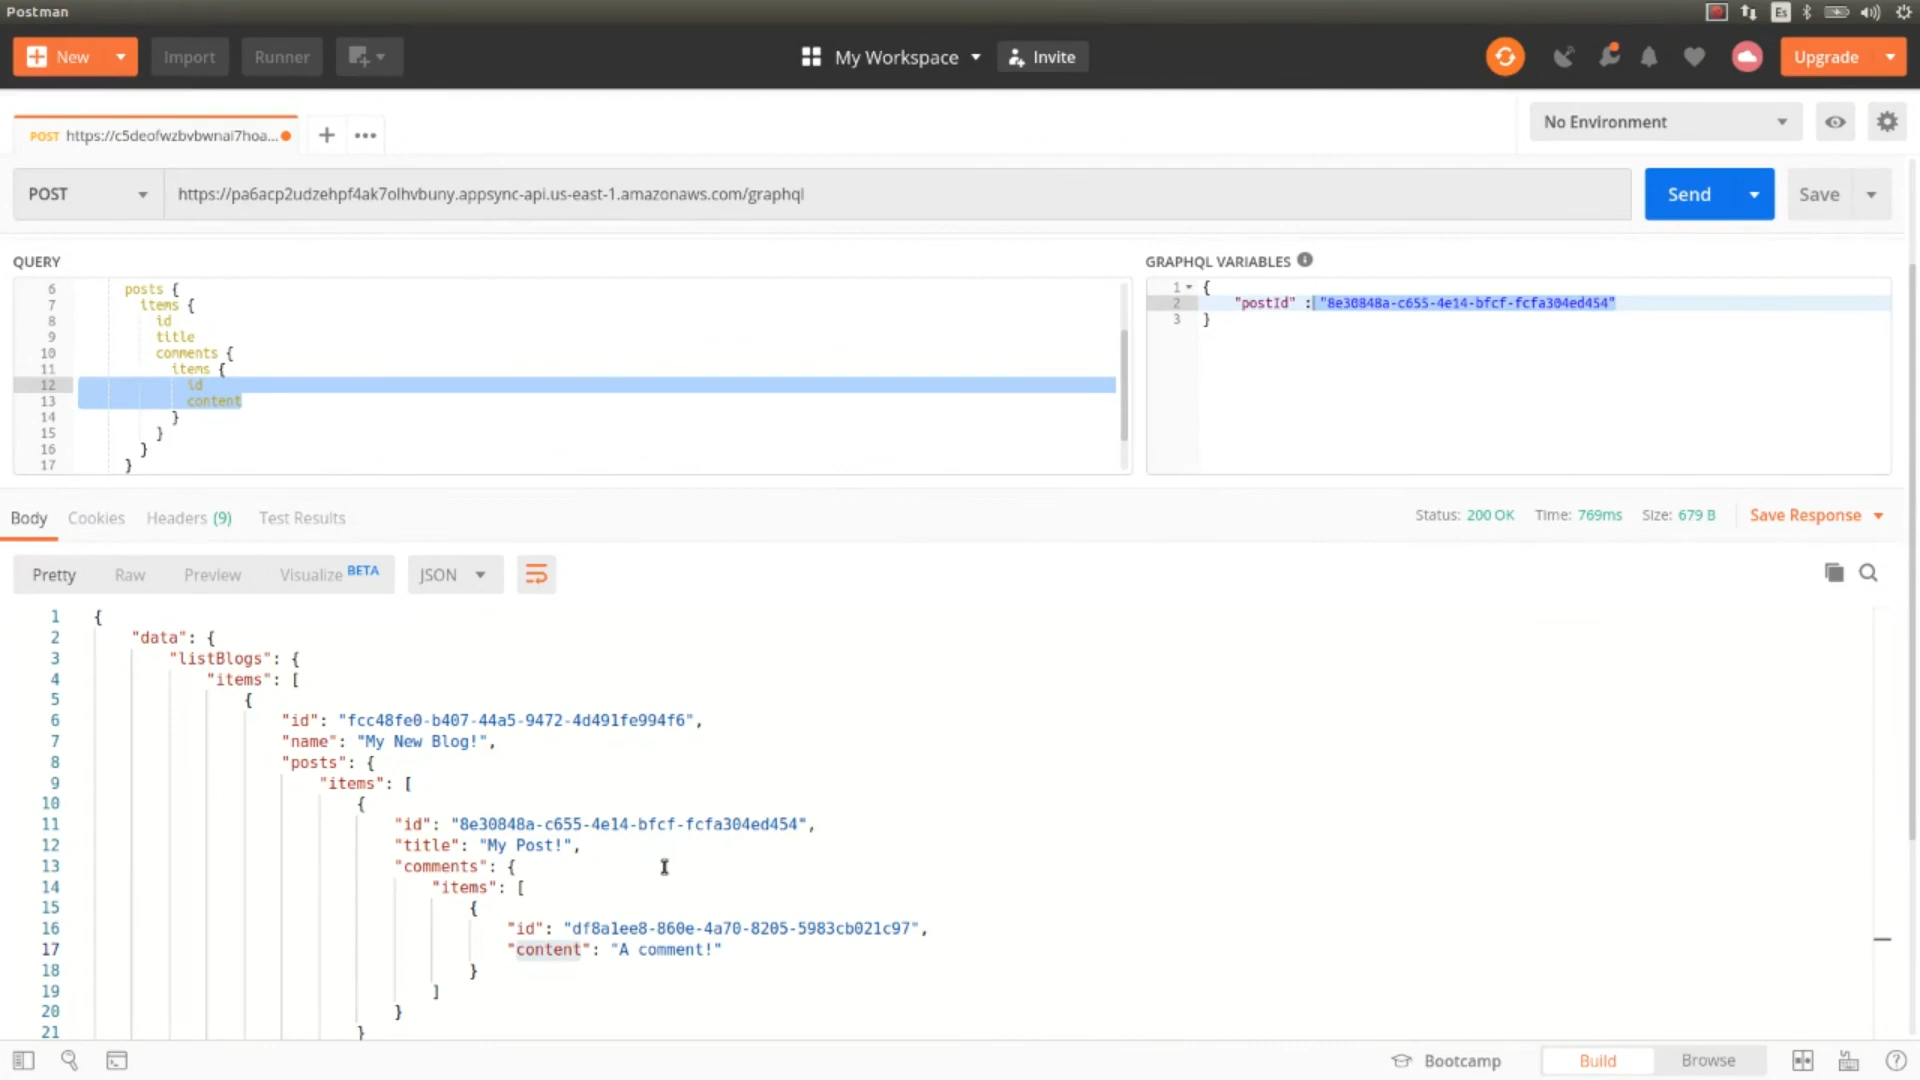 Postman
Es
New
Import
Runner
My Workspace
Invite
Upgrade
POST https://c5deofwzbvbwnal7hoa...
No Environment
POST
https://pa6acp2udzehpf4ak7olhvbuny.appsync-api.us-east-1.amazonaws.com/graphql
Send
Save
QUERY
GRAPHQL VARIABLES
6 posts {
7 items {
8 id
9 title
10 comments {
11 items {
12 id
13 content
14 }
15 }
16 }
17 }
1 {
2 "postId" : "8e30848a-c655-4e14-bfcf-fcfa304ed454"
3 }
Body
Cookies
Headers (9)
Test Results
Status: 200 OK
Time: 769ms
Size: 679 B
Save Response
Pretty
Raw
Preview
Visualize BETA
JSON
1 {
2 "data": {
3 "listBlogs": {
4 "items": [
5 {
6 "id": "fcc48fe0-b407-44a5-9472-4d491fe994f6",
7 "name": "My New Blog!",
8 "posts": {
9 "items": [
10 {
11 "id": "8e30848a-c655-4e14-bfcf-fcfa304ed454",
12 "title": "My Post!",
13 "comments": {
14 "items": [
15 {
16 "id": "df8a1ee8-860e-4a70-8205-5983cb021c97",
17 "content": "A comment!"
18 }
19 ]
20 }
21 }
Bootcamp
Build
Browse